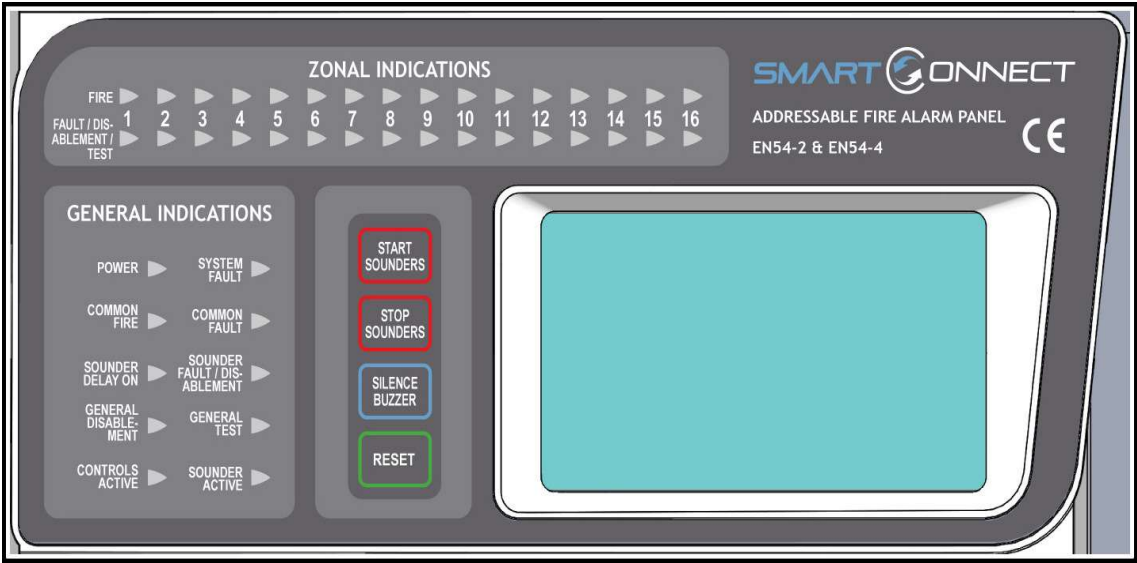 ZONAL INDICATIONS
FIRE
1 2 3 4 5 6 7 8 9 10 11 12 13 14 15 16
FAULT / DIS-
ABLEMENT /
TEST
SMART CONNECT
ADDRESSABLE FIRE ALARM PANEL
EN54-2 & EN54-4
CE
GENERAL INDICATIONS
POWER
SYSTEM
FAULT
COMMON
FIRE
COMMON
FAULT
SOUNDER
DELAY ON
SOUNDER
FAULT / DIS-
ABLEMENT
GENERAL
DISABLE-
MENT
GENERAL
TEST
CONTROLS
ACTIVE
SOUNDER
ACTIVE
START
SOUNDERS
STOP
SOUNDERS
SILENCE
BUZZER
RESET